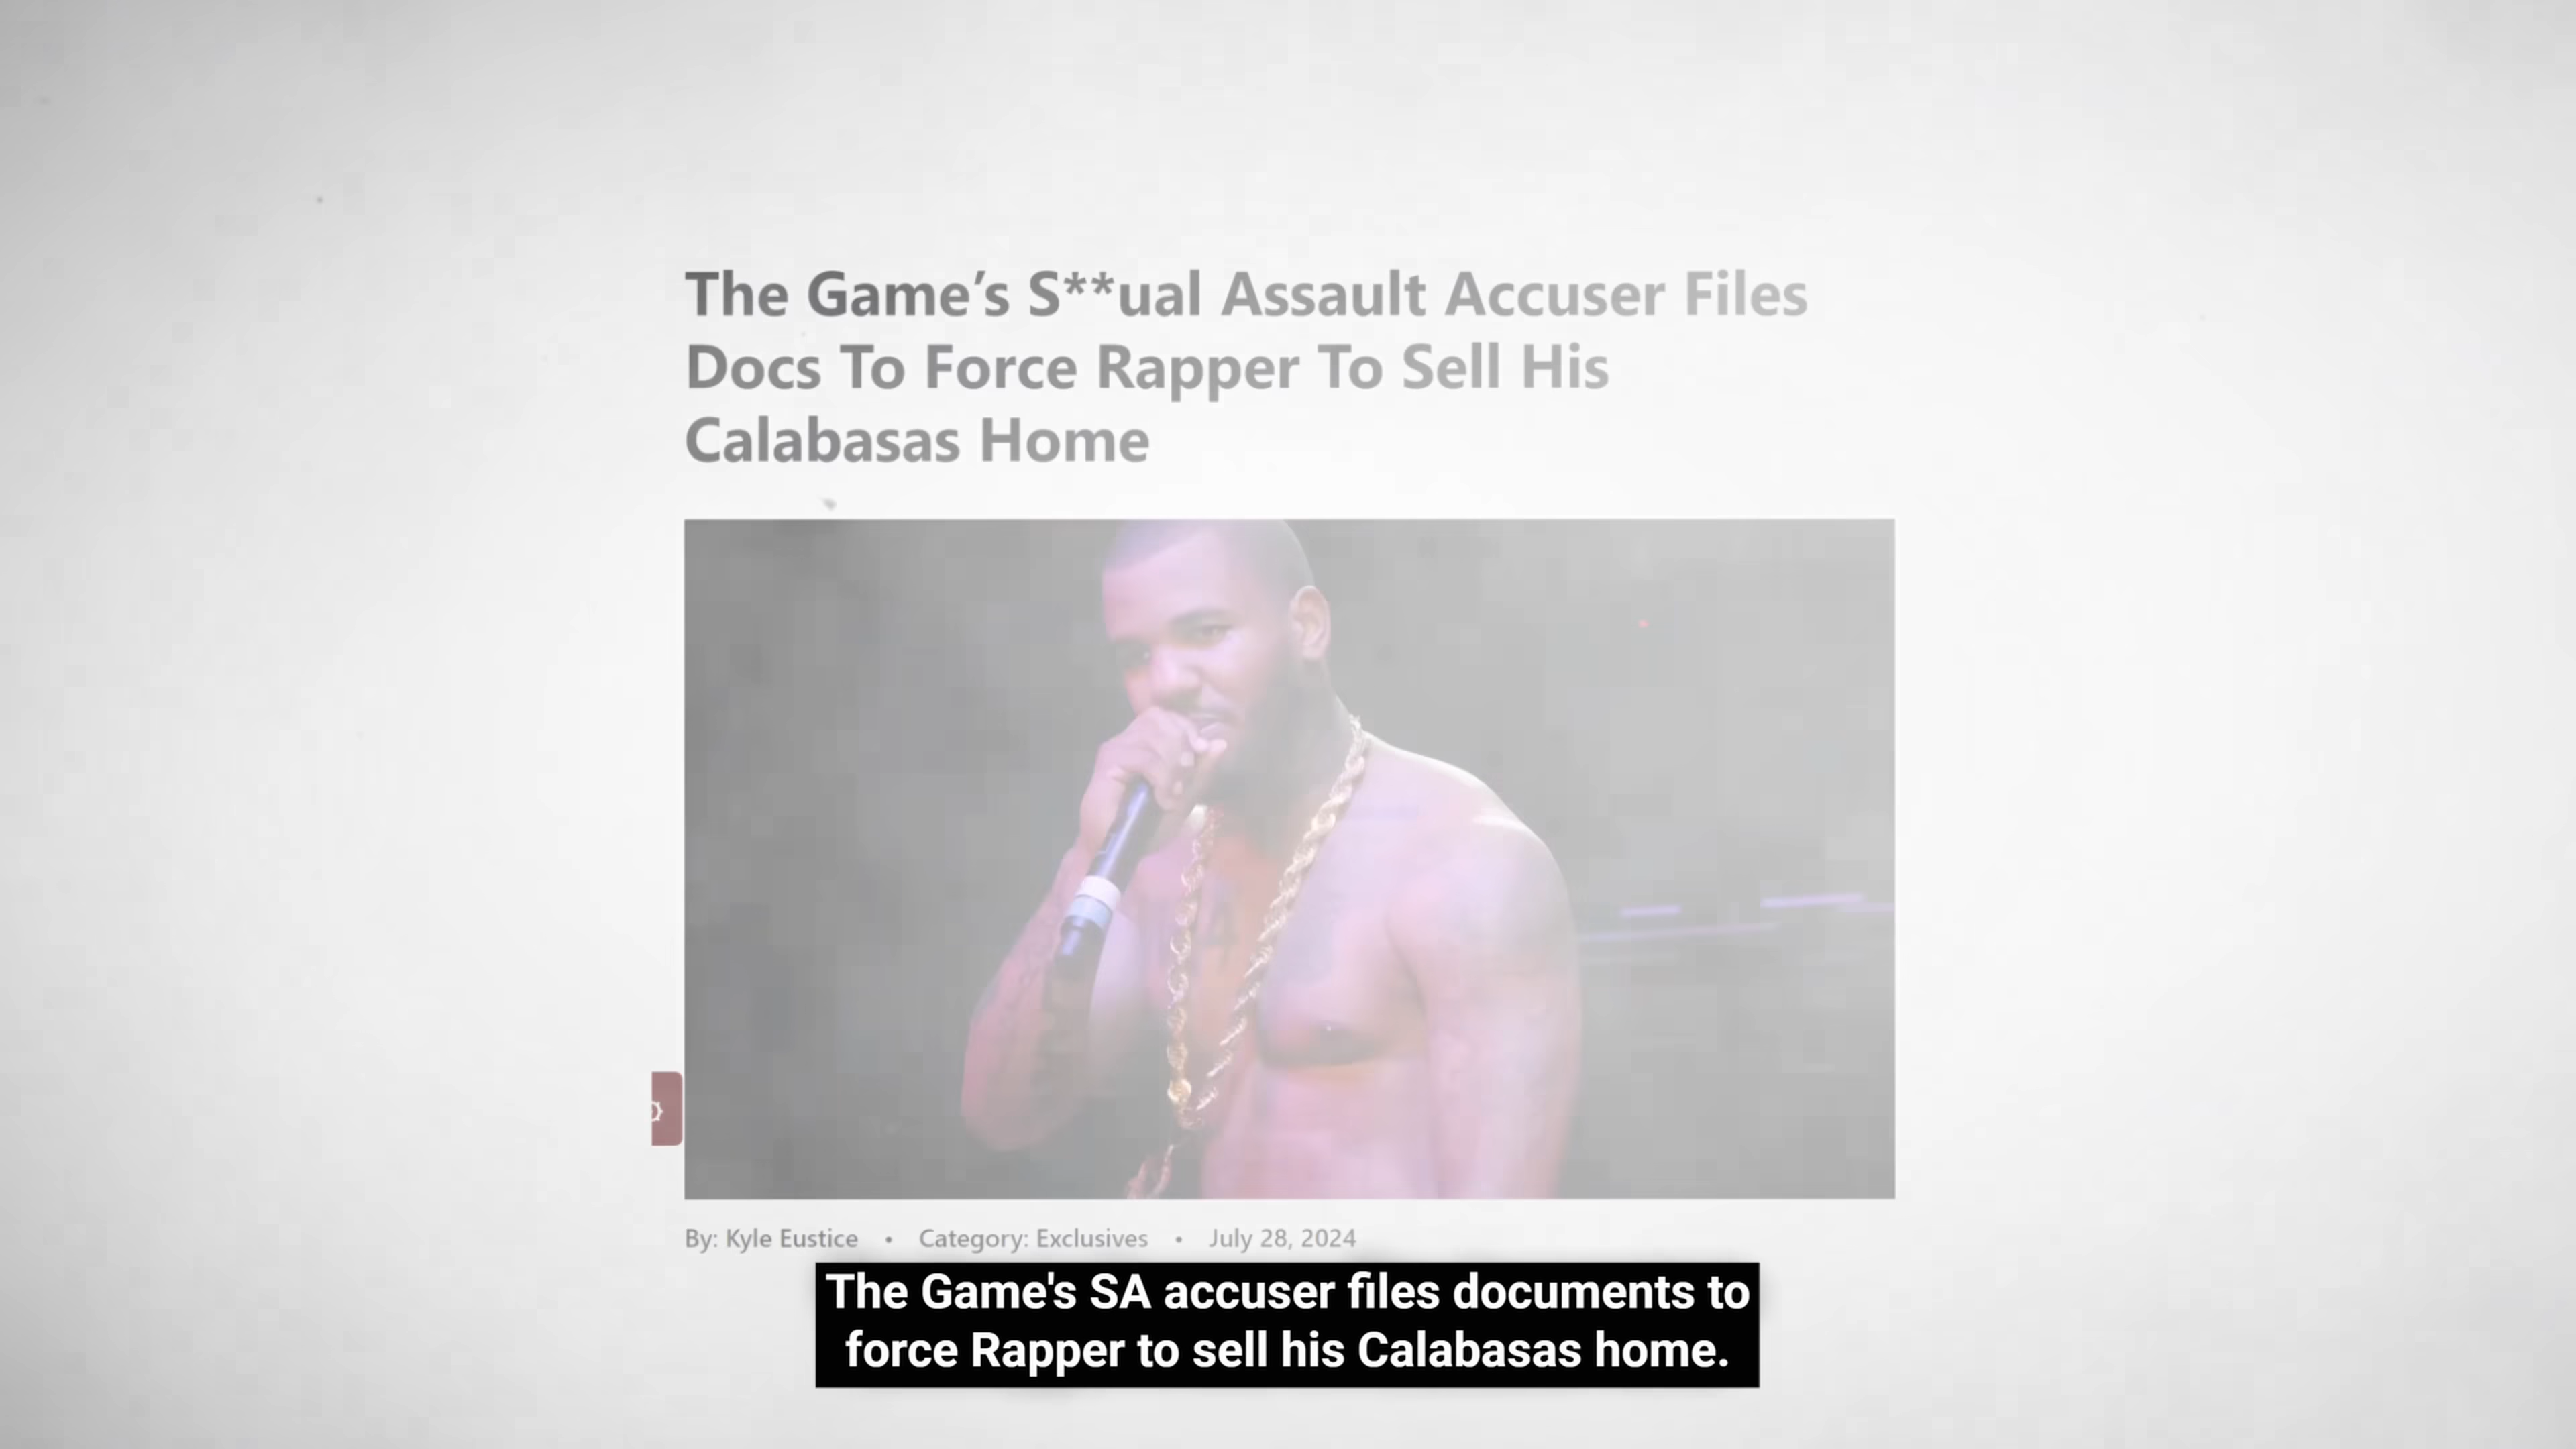 The Game’s S**ual Assault Accuser Files
Docs To Force Rapper To Sell His
Calabasas Home
By: Kyle Eustice • Category: Exclusives • July 28, 2024
The Game's SA accuser files documents to
force Rapper to sell his Calabasas home.